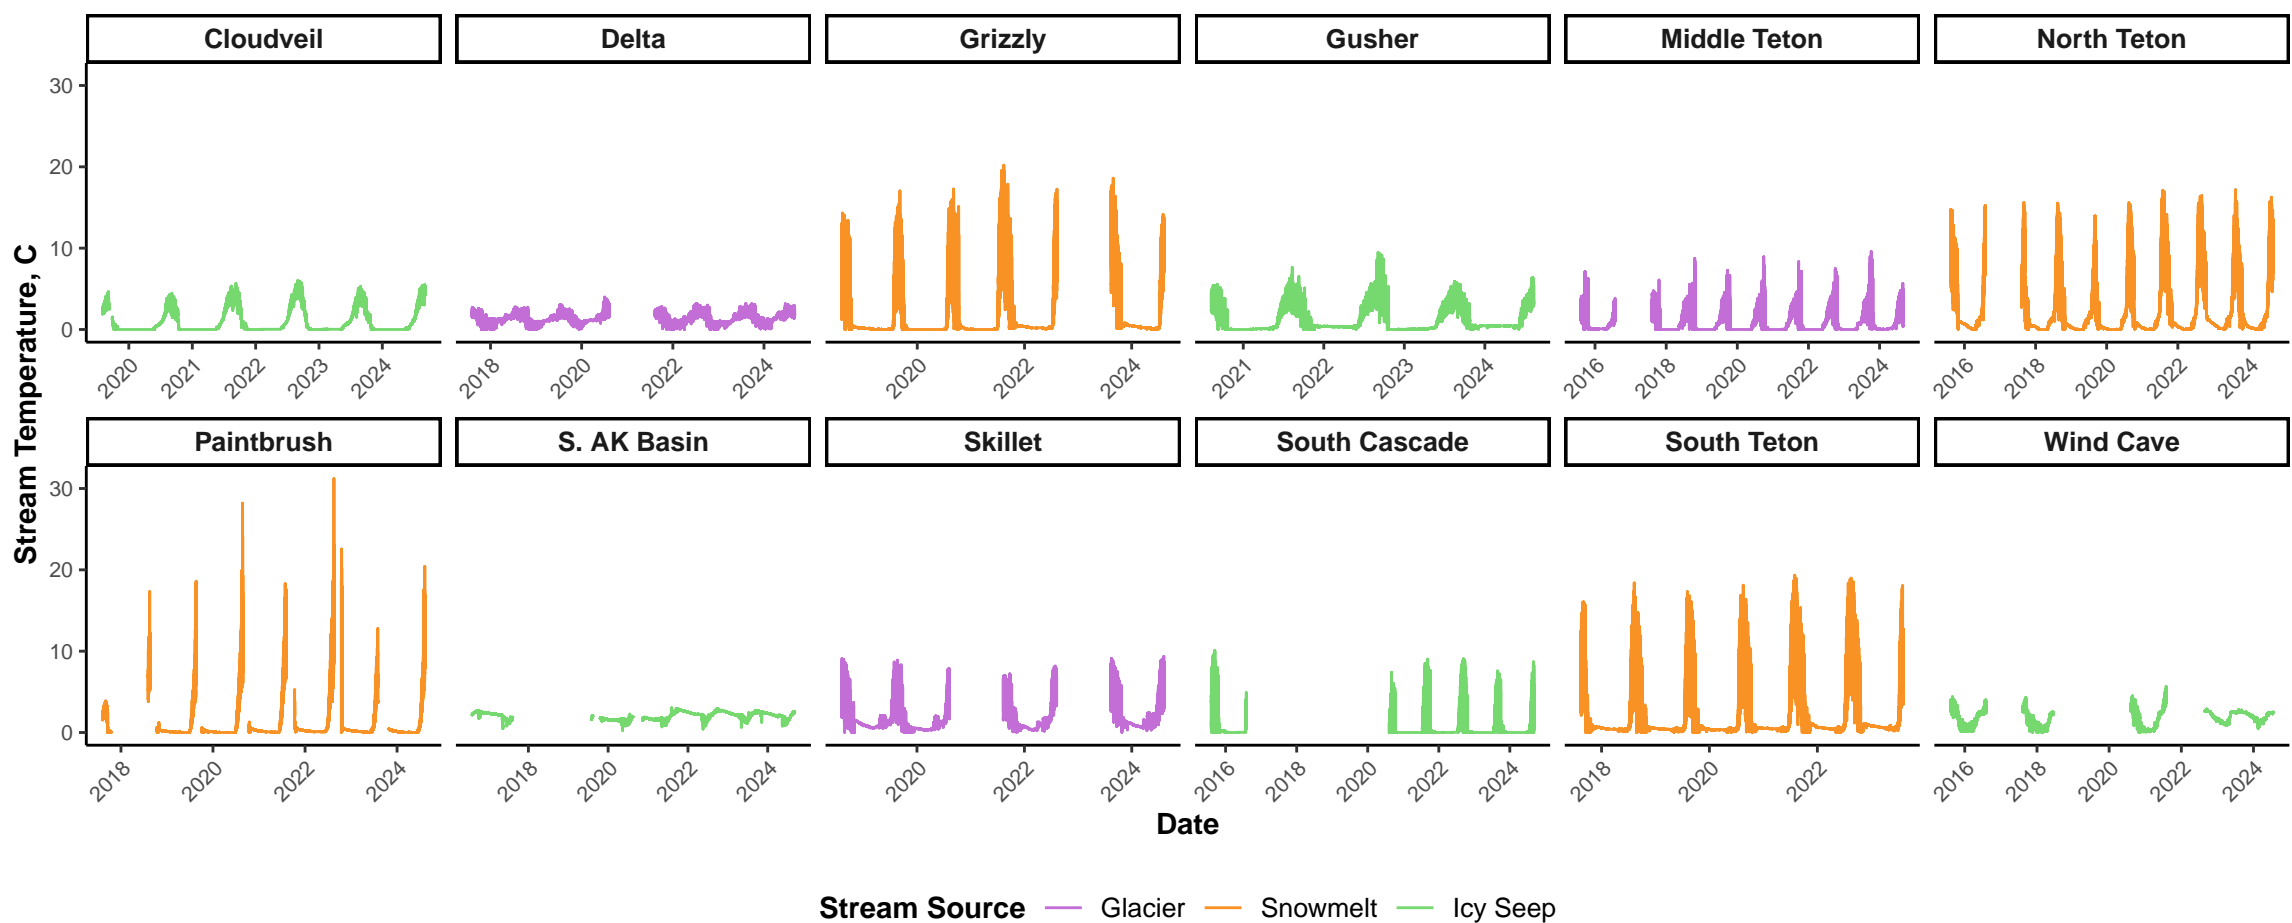 Cloudveil Delta Grizzly Gusher Middle Teton North Teton
30
20
10
0
2020 2021 2022 2023 2024 2018 2020 2022 2024 2020 2022 2024 2021 2022 2023 2024 2016 2018 2020 2022 2024 2016 2018 2020 2022 2024
Stream Temperature, C
Paintbrush S. AK Basin Skillet South Cascade South Teton Wind Cave
30
20
10
0
2018 2020 2022 2024 2018 2020 2022 2024 2020 2022 2024 2016 2018 2020 2022 2024 2018 2020 2022 2016 2018 2020 2022 2024
Date
Stream Source Glacier Snowmelt Icy Seep